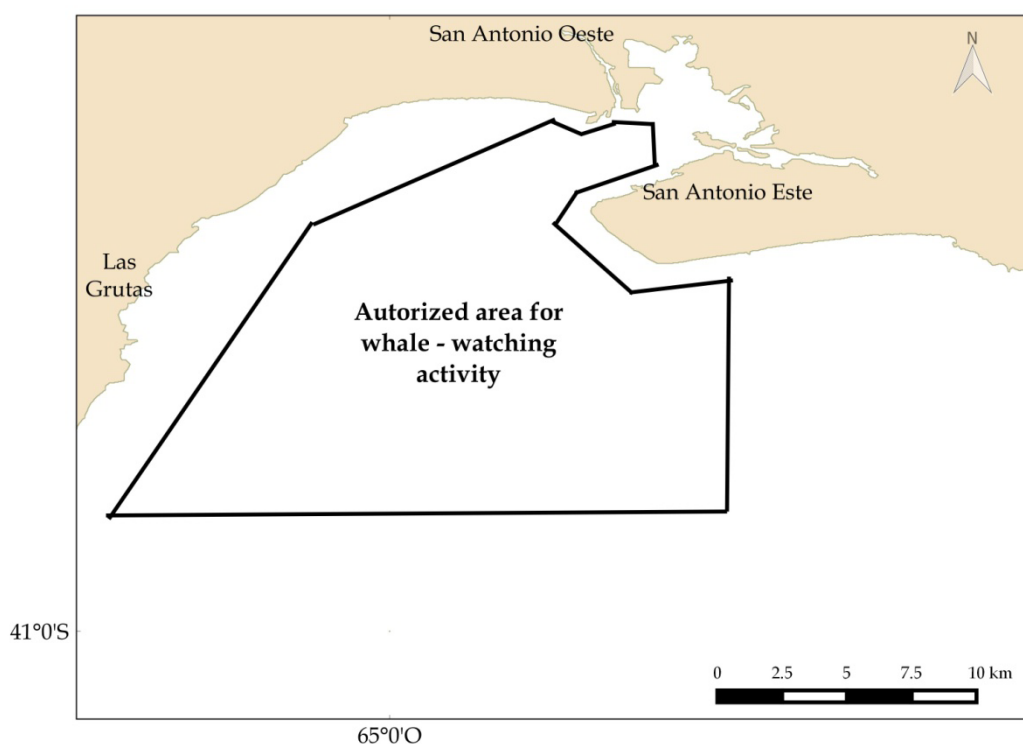 San Antonio Oeste
N
San Antonio Este
Las
Grutas
Autorized area for
whale - watching
activity
41°0'S
0 2.5 5 7.5 10 km
65°0'O